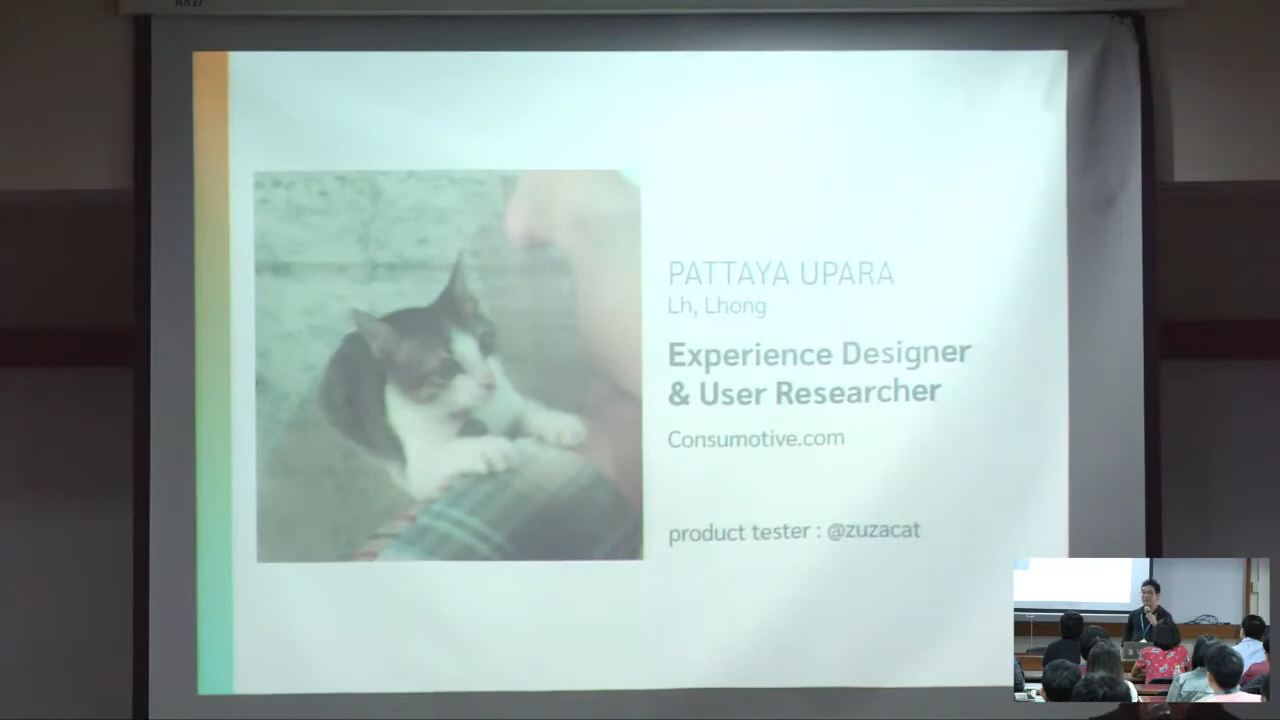 PATTAYA UPARA
Lh, Lhong
Experience Designer
& User Researcher
Consumotive.com
product tester : @zuzacat